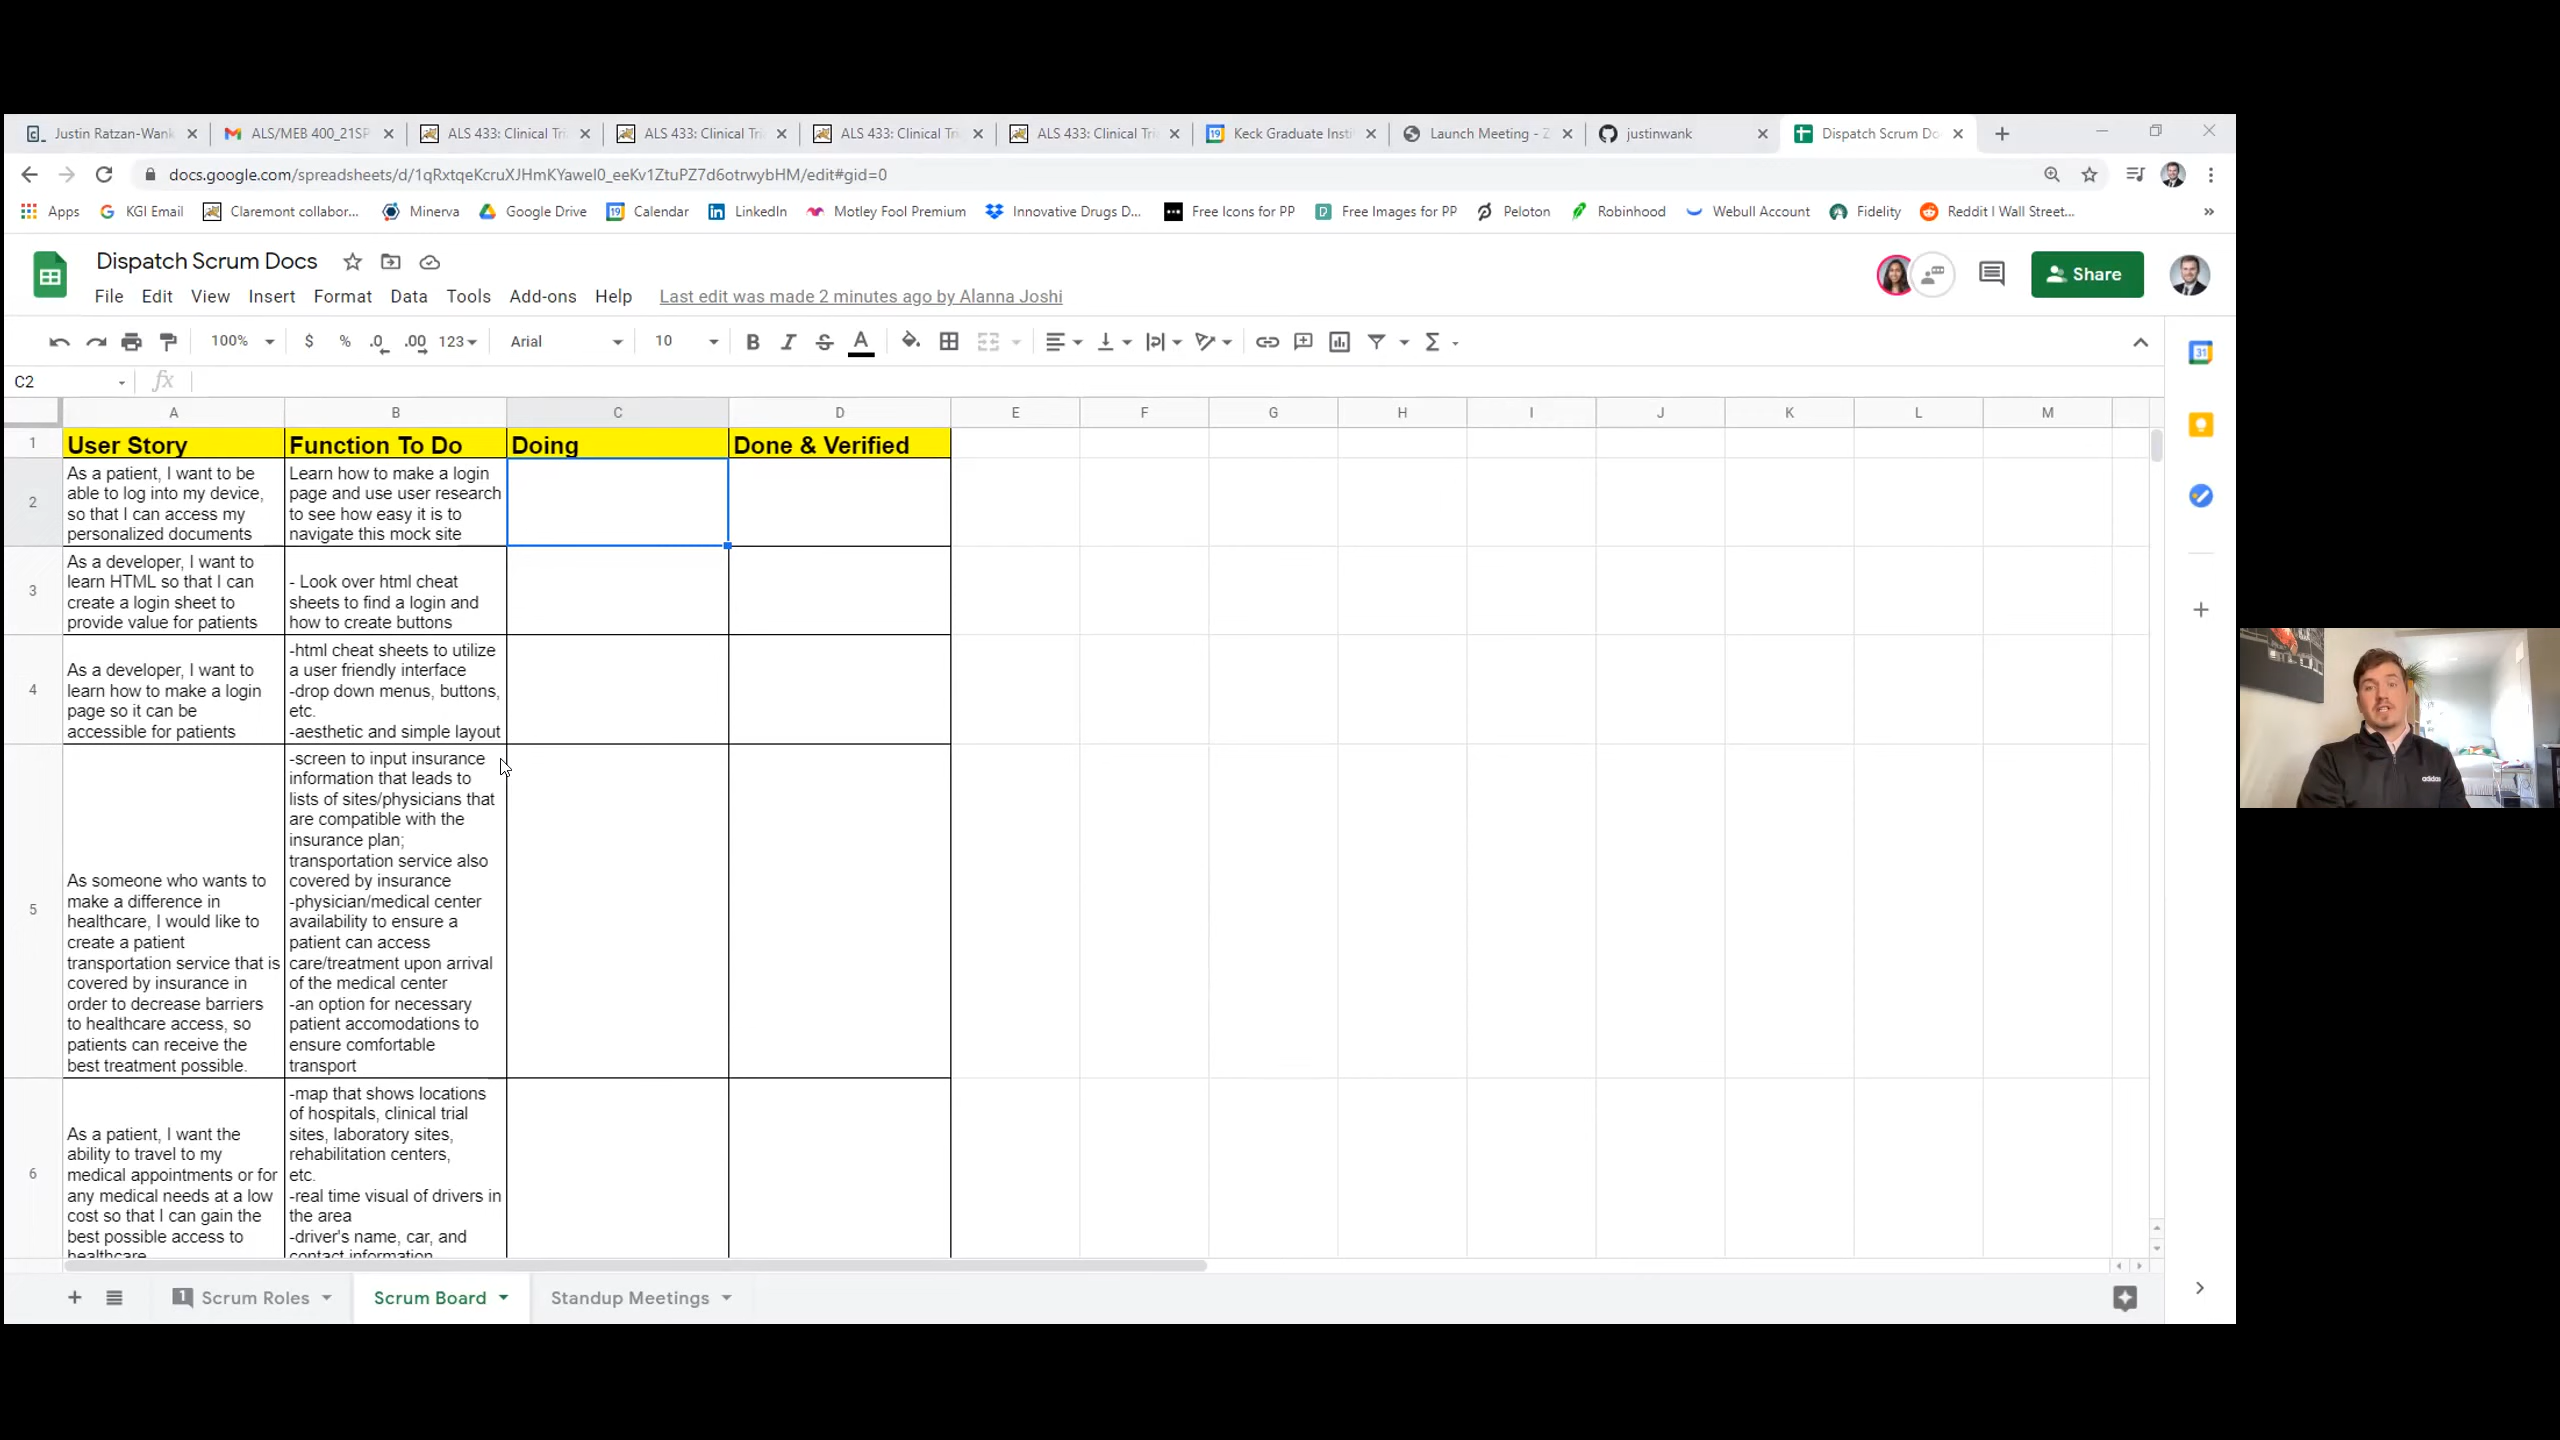 Justin Ratzan-Wank
ALS/MEB 400_21SP
ALS 433: Clinical Tri
ALS 433: Clinical Tri
ALS 433: Clinical Tri
ALS 433: Clinical Tri
Keck Graduate Insti
Launch Meeting - Z
justinwank
Dispatch Scrum Do
docs.google.com/spreadsheets/d/1qRxtqeKcruXJHmKYawel0_eeKv1ZtuPZ7d6otrwybHM/edit#gid=0
Apps
KGI Email
Claremont collabor...
Minerva
Google Drive
Calendar
LinkedIn
Motley Fool Premium
Innovative Drugs D...
Free Icons for PP
Free Images for PP
Peloton
Robinhood
Webull Account
Fidelity
Reddit I Wall Street...
Dispatch Scrum Docs
Share
File Edit View Insert Format Data Tools Add-ons Help Last edit was made 2 minutes ago by Alanna Joshi
100% $ % .0 .00 123 Arial 10 B I S A
31
C2 fx
A B C D E F G H I J K L M
1
User Story
Function To Do
Doing
Done & Verified
2
As a patient, I want to be
able to log into my device,
so that I can access my
personalized documents
Learn how to make a login
page and use user research
to see how easy it is to
navigate this mock site
3
As a developer, I want to
learn HTML so that I can
create a login sheet to
provide value for patients
- Look over html cheat
sheets to find a login and
how to create buttons
4
As a developer, I want to
learn how to make a login
page so it can be
accessible for patients
-html cheat sheets to utilize
a user friendly interface
-drop down menus, buttons,
etc.
-aesthetic and simple layout
5
As someone who wants to
make a difference in
healthcare, I would like to
create a patient
transportation service that is
covered by insurance in
order to decrease barriers
to healthcare access, so
patients can receive the
best treatment possible.
-screen to input insurance
information that leads to
lists of sites/physicians that
are compatible with the
insurance plan;
transportation service also
covered by insurance
-physician/medical center
availability to ensure a
patient can access
care/treatment upon arrival
of the medical center
-an option for necessary
patient accomodations to
ensure comfortable
transport
6
As a patient, I want the
ability to travel to my
medical appointments or for
any medical needs at a low
cost so that I can gain the
best possible access to
healthcare
-map that shows locations
of hospitals, clinical trial
sites, laboratory sites,
rehabilitation centers,
etc.
-real time visual of drivers in
the area
-driver's name, car, and
contact information
1 Scrum Roles
Scrum Board
Standup Meetings
adidas